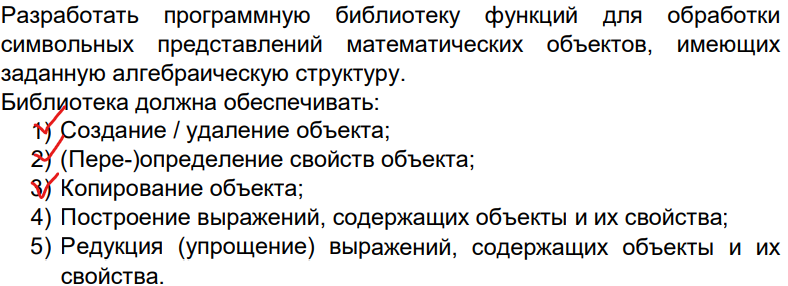 Разработать программную библиотеку функций для обработки
символьных представлений математических объектов, имеющих
заданную алгебраическую структуру.
Библиотека должна обеспечивать:
1) Создание / удаление объекта;
2) (Пере-)определение свойств объекта;
3) Копирование объекта;
4) Построение выражений, содержащих объекты и их свойства;
5) Редукция (упрощение) выражений, содержащих объекты и их
свойства.